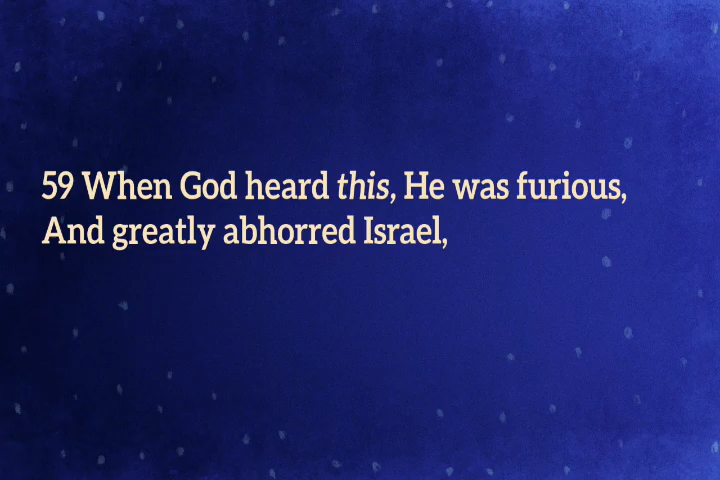 59 When God heard this, He was furious,
And greatly abhorred Israel,